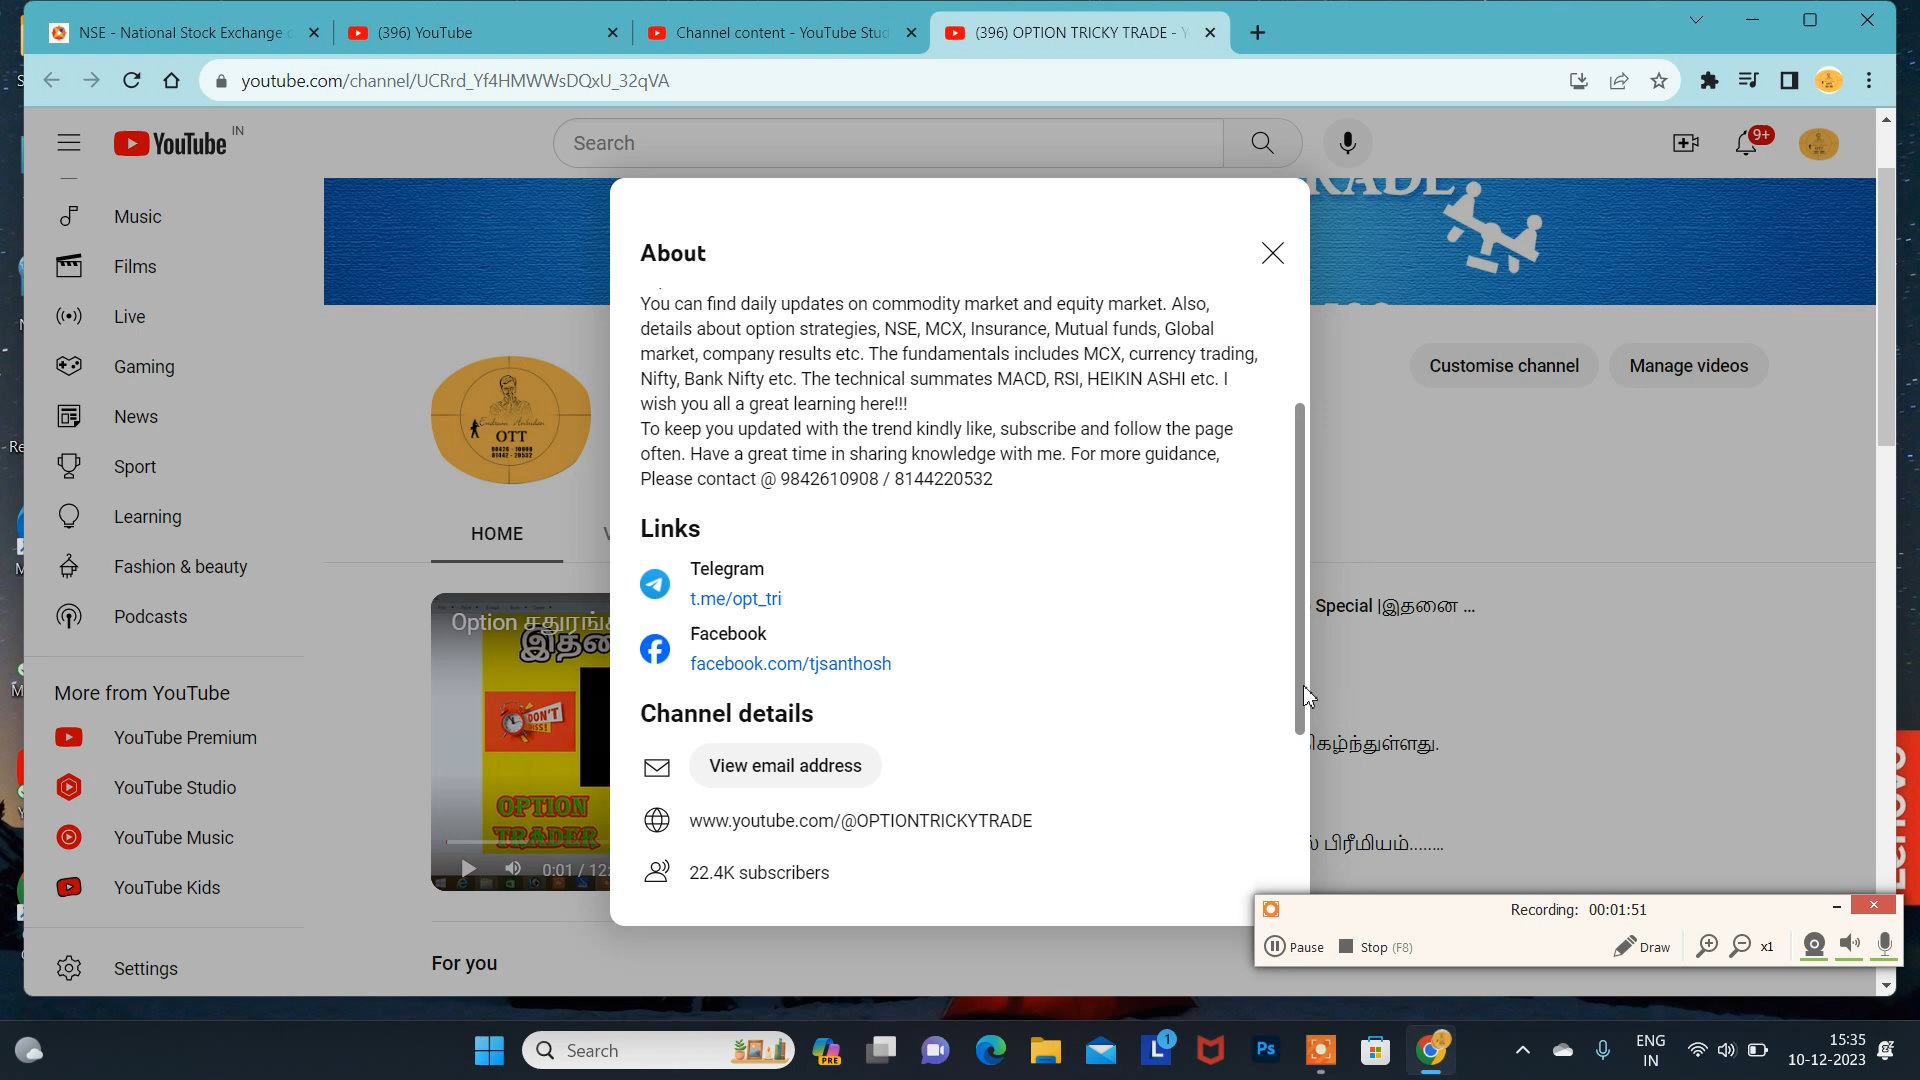 NSE - National Stock Exchange
(396) YouTube
Channel content - YouTube Stud
(396) OPTION TRICKY TRADE -
youtube.com/channel/UCRrd_Yf4HMWWsDQxU_32qVA
YouTube IN
Search
9+
Music
Films
Live
Gaming
News
Sport
Learning
Fashion & beauty
Podcasts
More from YouTube
YouTube Premium
YouTube Studio
YouTube Music
YouTube Kids
Settings
Customise channel
Manage videos
OTT
98426 - 10908
81442 - 20532
HOME
Option
இதனை
DON'T
OPTION
TRADER
0:01 / 12:
For you
About
You can find daily updates on commodity market and equity market. Also,
details about option strategies, NSE, MCX, Insurance, Mutual funds, Global
market, company results etc. The fundamentals includes MCX, currency trading,
Nifty, Bank Nifty etc. The technical summates MACD, RSI, HEIKIN ASHI etc. I
wish you all a great learning here!!!
To keep you updated with the trend kindly like, subscribe and follow the page
often. Have a great time in sharing knowledge with me. For more guidance,
Please contact @ 9842610908 / 8144220532
Links
Telegram
t.me/opt_tri
Facebook
facebook.com/tjsanthosh
Channel details
View email address
www.youtube.com/@OPTIONTRICKYTRADE
22.4K subscribers
Special |இதனை ...
பிரீமியம்........
Recording: 00:01:51
Pause
Stop (F8)
Draw
x1
Search
PRE
1
Ps
ENG
IN
15:35
10-12-2023